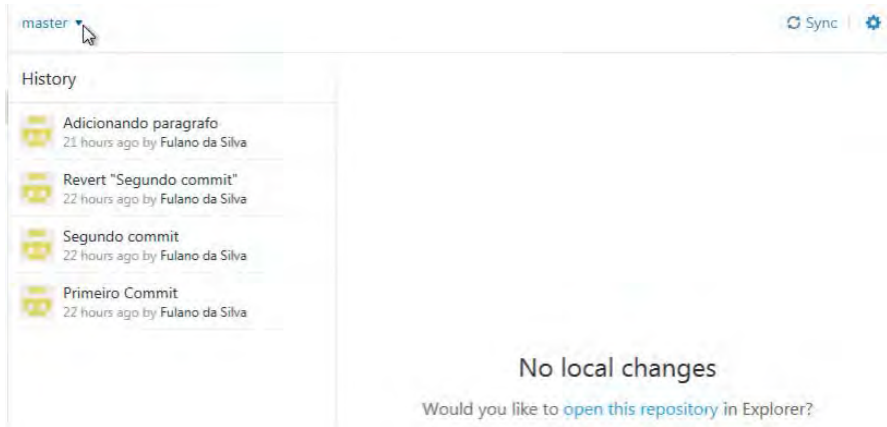 master
Sync
History
Adicionando paragrafo
21 hours ago by Fulano da Silva
Revert "Segundo commit"
22 hours ago by Fulano da Silva
Segundo commit
22 hours ago by Fulano da Silva
Primeiro Commit
22 hours ago by Fulano da Silva
No local changes
Would you like to open this repository in Explorer?